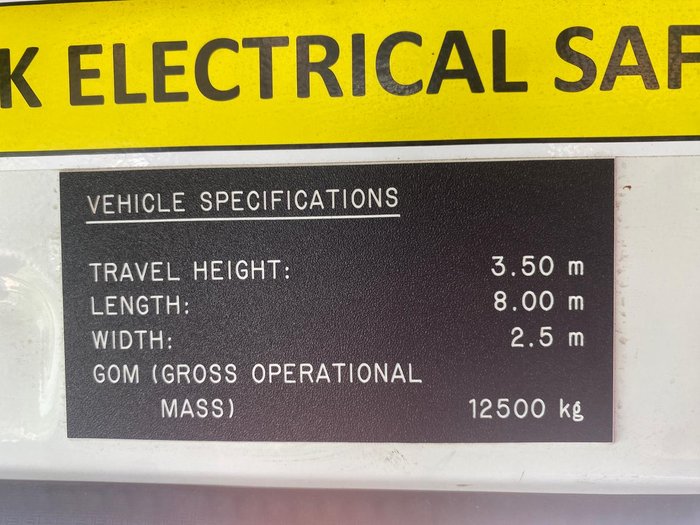 K ELECTRICAL SAF
VEHICLE SPECIFICATIONS
TRAVEL HEIGHT: 3.50 m
LENGTH: 8.00 m
WIDTH: 2.5 m
GOM (GROSS OPERATIONAL
MASS) 12500 kg